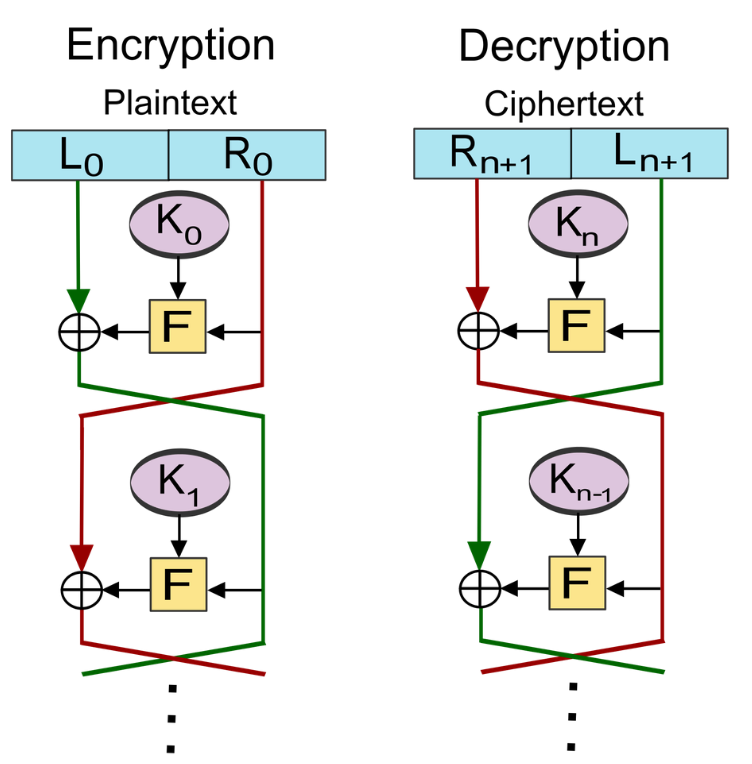 Encryption
Plaintext
L0 R0
K0
F
K1
F
Decryption
Ciphertext
Rn+1 Ln+1
Kn
F
Kn-1
F